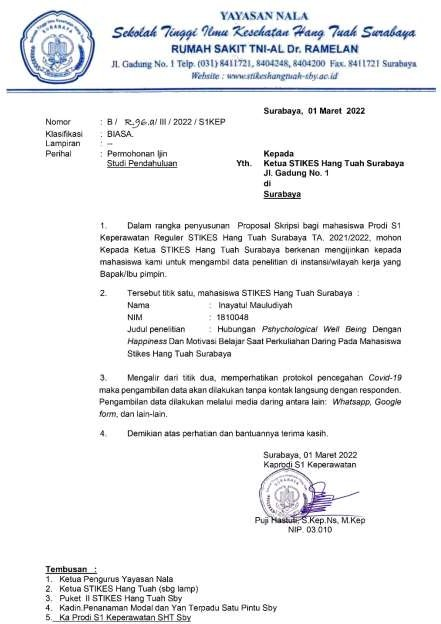 YAYASAN NALA
Sekolah Tinggi Ilmu Kesehatan Hang Tuah Surabaya
RUMAH SAKIT TNI-AL Dr. RAMELAN
Jl. Gadung No. 1 Telp. (031) 8411721, 8404248, 8404200 Fax. 8411721 Surabaya
Website : www.stikeshangtuah-sby.ac.id
Surabaya, 01 Maret 2022
Nomor : B / R.96.a/ III / 2022 / S1KEP
Klasifikasi : BIASA.
Lampiran : --
Perihal : Permohonan Ijin
Studi Pendahuluan
Kepada
Yth. Ketua STIKES Hang Tuah Surabaya
Jl. Gadung No. 1
di
Surabaya
1. Dalam rangka penyusunan Proposal Skripsi bagi mahasiswa Prodi S1
Keperawatan Reguler STIKES Hang Tuah Surabaya TA. 2021/2022, mohon
Kepada Ketua STIKES Hang Tuah Surabaya berkenan mengijinkan kepada
mahasiswa kami untuk mengambil data penelitian di instansi/wilayah kerja yang
Bapak/Ibu pimpin.
2. Tersebut titik satu, mahasiswa STIKES Hang Tuah Surabaya :
Nama : Inayatul Mauludiyah
NIM : 1810048
Judul penelitian : Hubungan Pshychological Well Being Dengan
Happiness Dan Motivasi Belajar Saat Perkuliahan Daring Pada Mahasiswa
Stikes Hang Tuah Surabaya
3. Mengalir dari titik dua, memperhatikan protokol pencegahan Covid-19
maka pengambilan data akan dilakukan tanpa kontak langsung dengan responden.
Pengambilan data dilakukan melalui media daring antara lain: Whatsapp, Google
form, dan lain-lain.
4. Demikian atas perhatian dan bantuannya terima kasih.
Surabaya, 01 Maret 2022
Kaprodi S1 Keperawatan
Puji Hastuti, S.Kep.Ns, M.Kep
NIP. 03.010
Tembusan :
1. Ketua Pengurus Yayasan Nala
2. Ketua STIKES Hang Tuah (sbg lamp)
3. Puket II STIKES Hang Tuah Sby
4. Kadin.Penanaman Modal dan Yan Terpadu Satu Pintu Sby
5. Ka Prodi S1 Keperawatan SHT Sby